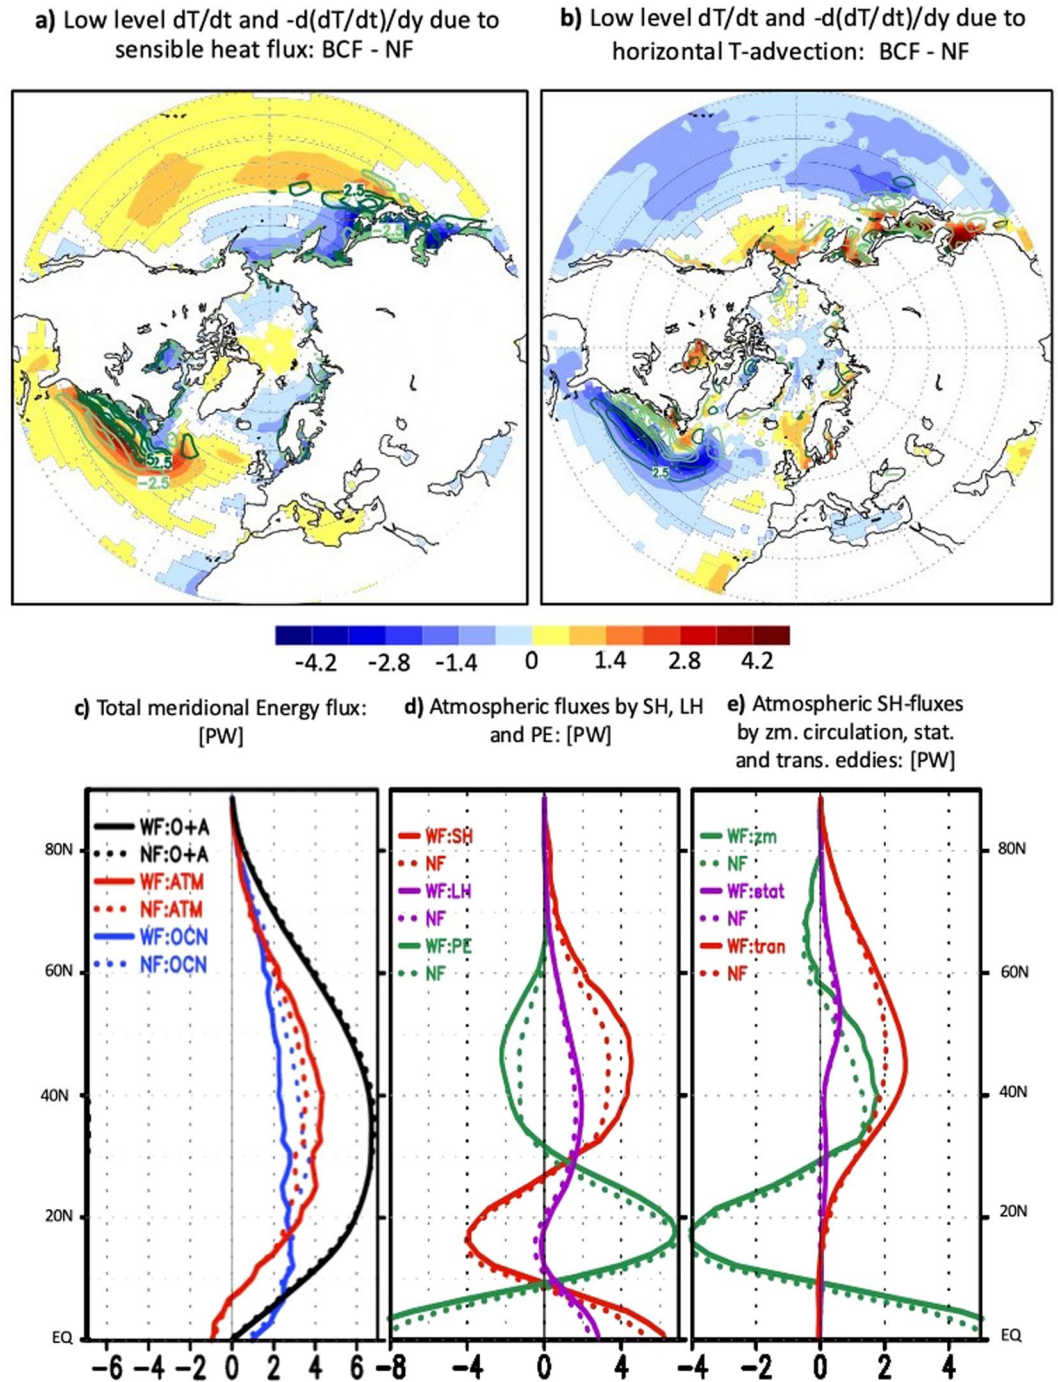 a) Low level dT/dt and -d(dT/dt)/dy due to
sensible heat flux: BCF - NF
b) Low level dT/dt and -d(dT/dt)/dy due to
horizontal T-advection: BCF - NF
2.5
-2.5
2.5
-2.5
2.5
-4.2 -2.8 -1.4 0 1.4 2.8 4.2
c) Total meridional Energy flux:
[PW]
d) Atmospheric fluxes by SH, LH
and PE: [PW]
e) Atmospheric SH-fluxes
by zm. circulation, stat.
and trans. eddies: [PW]
WF:O+A
NF:O+A
WF:ATM
NF:ATM
WF:OCN
NF:OCN
WF:SH
NF
WF:LH
NF
WF:PE
NF
WF:zm
NF
WF:stat
NF
WF:tran
NF
80N
60N
40N
20N
EQ
80N
60N
40N
20N
EQ
-6 -4 -2 0 2 4 6
-8 -4 0 4
-4 -2 0 2 4